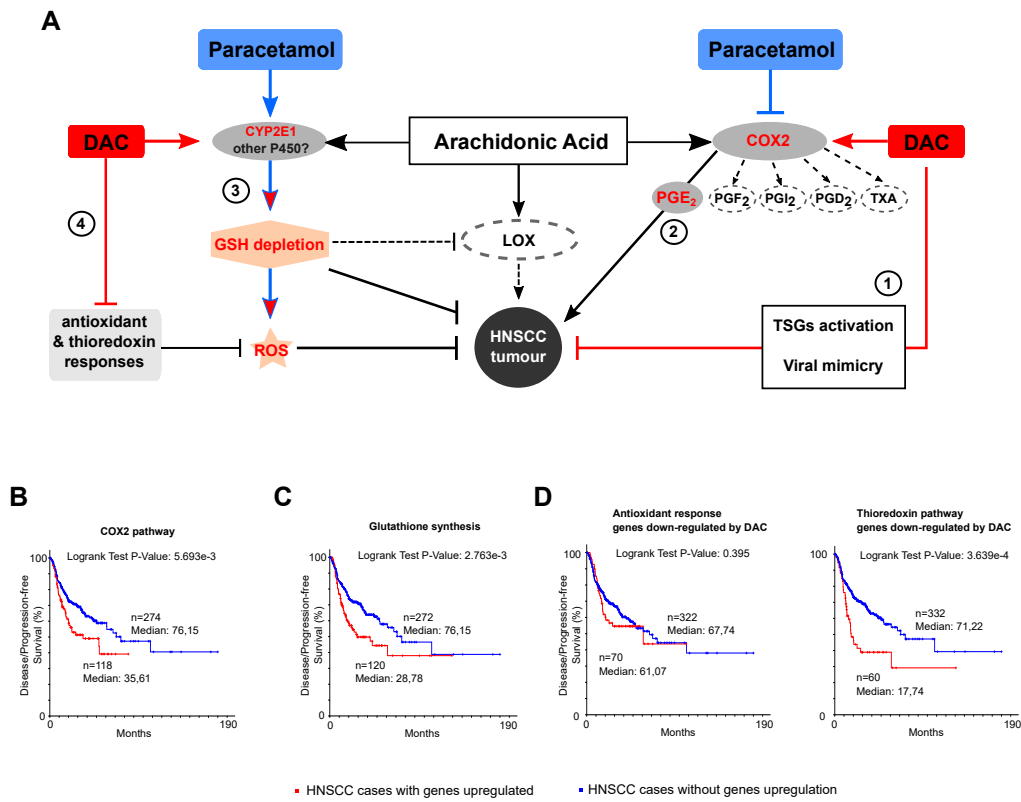 A
Paracetamol
Paracetamol
DAC
CYP2E1
other P450?
Arachidonic Acid
COX2
DAC
PGE2
PGF2
PGI2
PGD2
TXA
3
4
2
GSH depletion
LOX
1
antioxidant
& thioredoxin
responses
ROS
HNSCC
tumour
TSGs activation
Viral mimicry
B
COX2 pathway
Logrank Test P-Value: 5.693e-3
Disease/Progression-free
Survival (%)
100
n=274
Median: 76,15
n=118
Median: 35,61
0
0
190
Months
C
Glutathione synthesis
Logrank Test P-Value: 2.763e-3
Disease/Progression-free
Survival (%)
100
n=272
Median: 76,15
n=120
Median: 28,78
0
0
190
Months
D
Antioxidant response
genes down-regulated by DAC
Logrank Test P-Value: 0.395
Disease/Progression-free
Survival (%)
100
n=322
Median: 67,74
n=70
Median: 61,07
0
0
190
Months
Thioredoxin pathway
genes down-regulated by DAC
Logrank Test P-Value: 3.639e-4
Disease/Progression-free
Survival (%)
100
n=332
Median: 71,22
n=60
Median: 17,74
0
0
190
Months
HNSCC cases with genes upregulated
HNSCC cases without genes upregulation